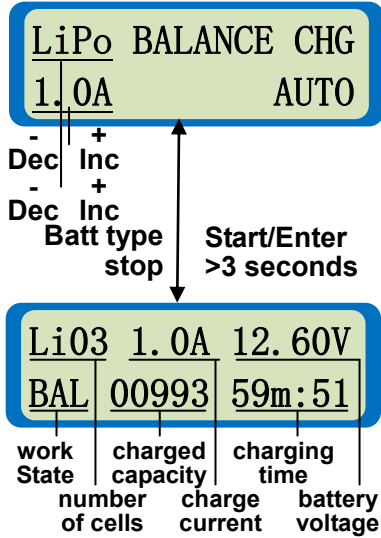 LiPo BALANCE CHG
1.0A AUTO
- +
Dec Inc
- +
Dec Inc
Batt type Start/Enter
stop >3 seconds
Li03 1.0A 12.60V
BAL 00993 59m:51
work charged charging
State capacity time
number charge battery
of cells current voltage